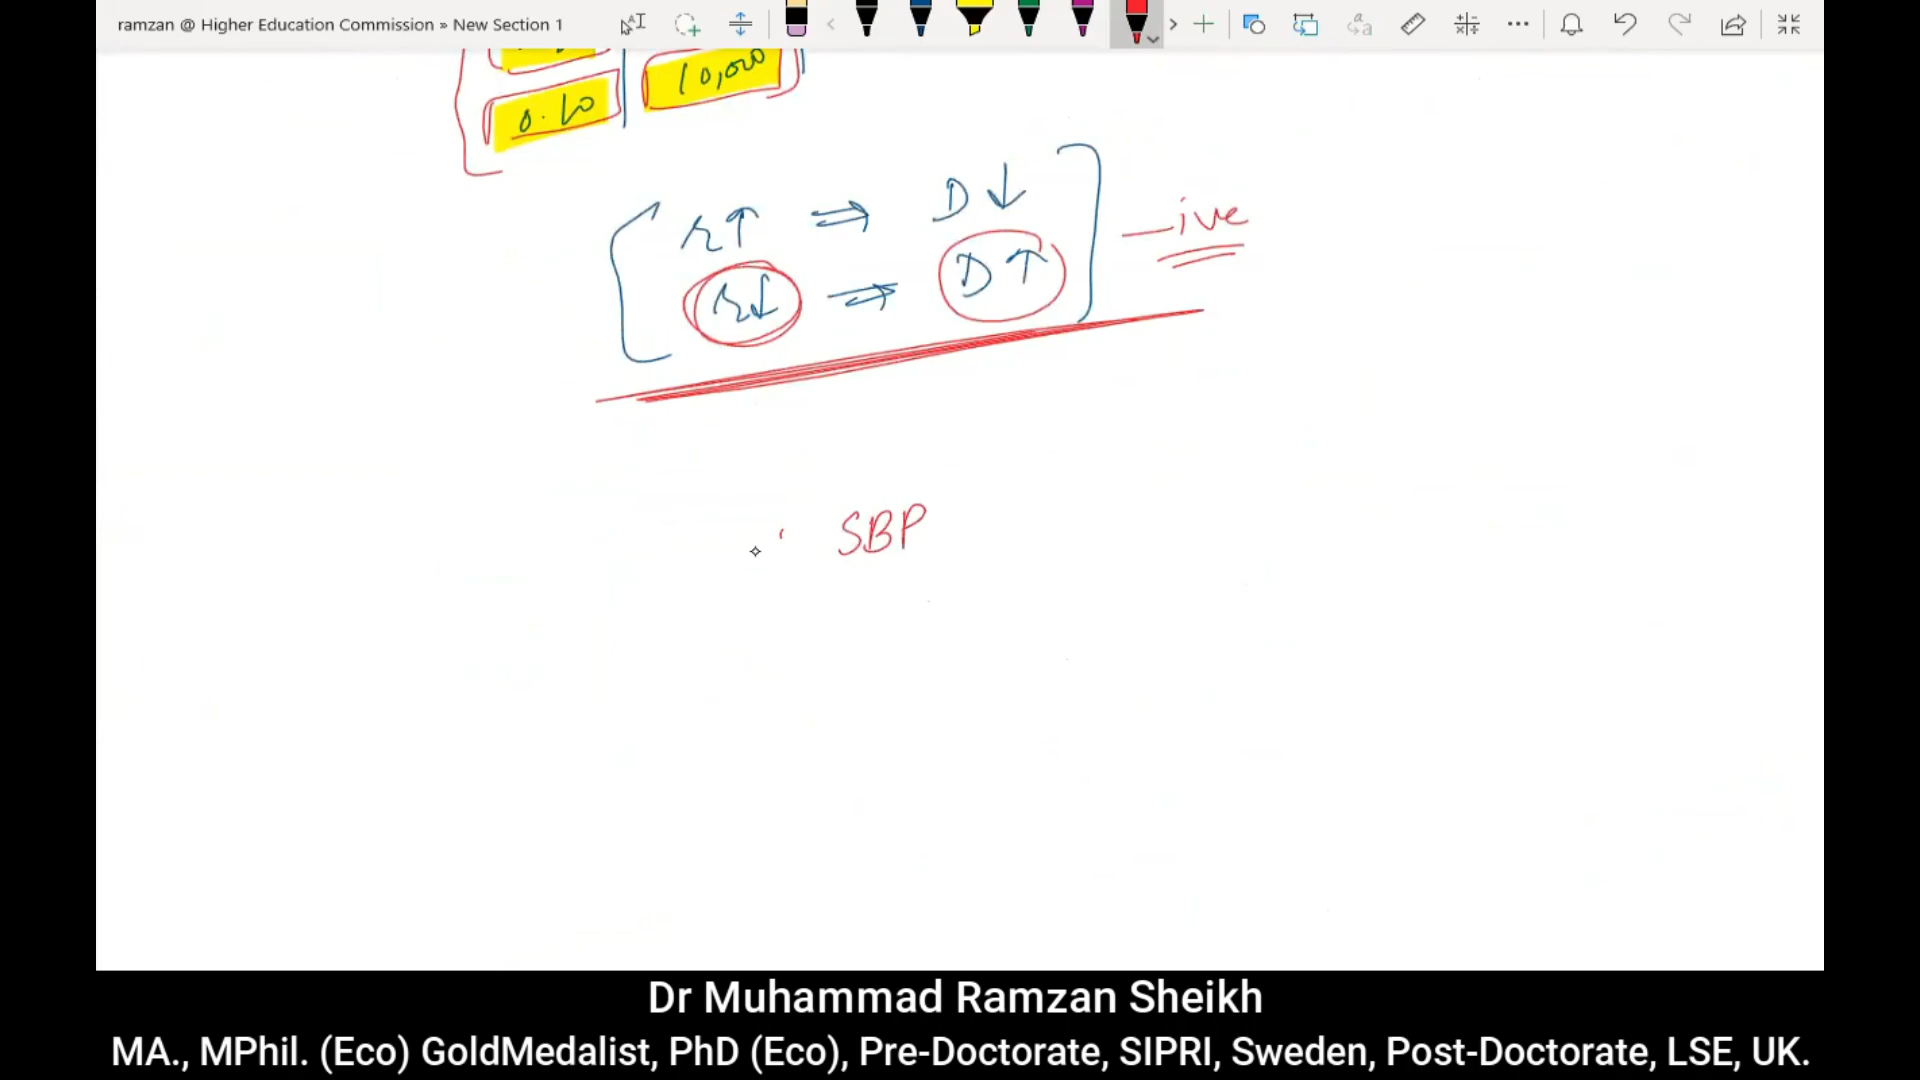 ramzan @ Higher Education Commission » New Section 1
10,000
0.10
r↑ ⇒ D↓
r↓ ⇒ D↑
—ive
SBP
Dr Muhammad Ramzan Sheikh
MA., MPhil. (Eco) GoldMedalist, PhD (Eco), Pre-Doctorate, SIPRI, Sweden, Post-Doctorate, LSE, UK.